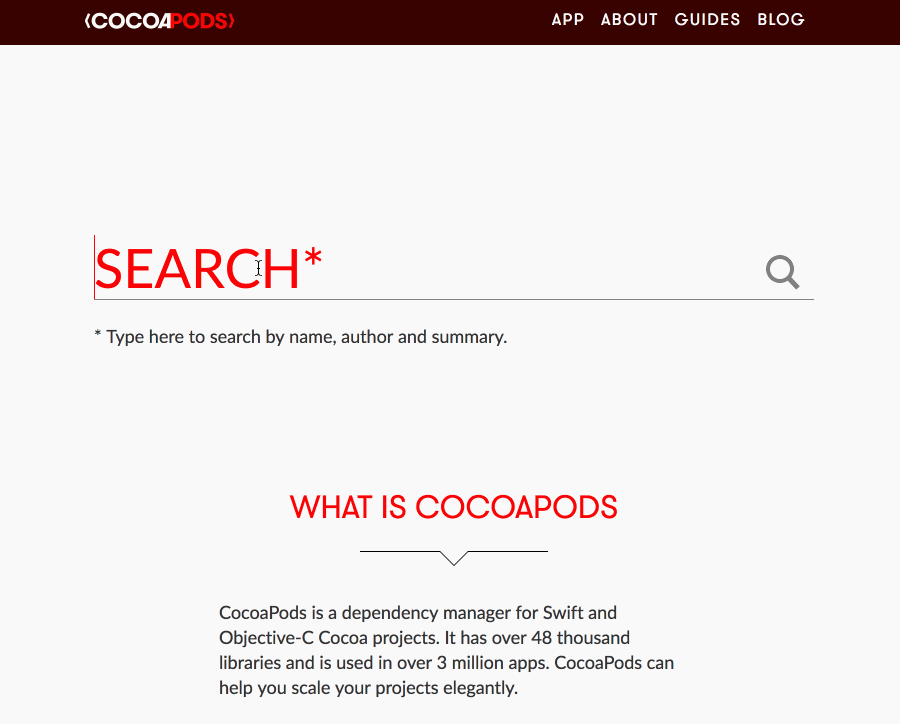 COCOAPODS
APP ABOUT GUIDES BLOG
SEARCH*
* Type here to search by name, author and summary.
WHAT IS COCOAPODS
CocoaPods is a dependency manager for Swift and
Objective-C Cocoa projects. It has over 48 thousand
libraries and is used in over 3 million apps. CocoaPods can
help you scale your projects elegantly.